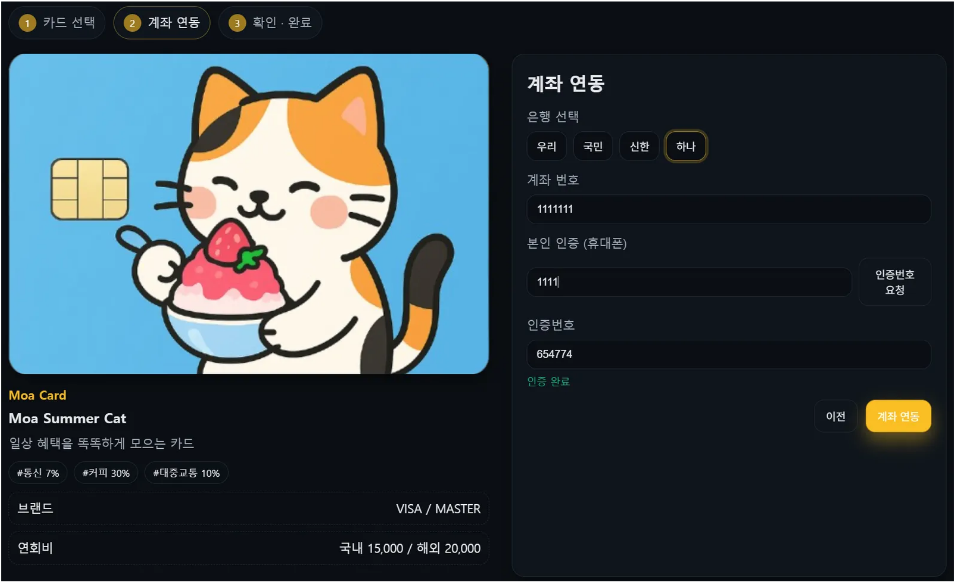 1 카드 선택 2 계좌 연동 3 확인 · 완료
Moa Card
Moa Summer Cat
일상 혜택을 똑똑하게 모으는 카드
#통신 7% #커피 30% #대중교통 10%
브랜드 VISA / MASTER
연회비 국내 15,000 / 해외 20,000
계좌 연동
은행 선택
우리 국민 신한 하나
계좌 번호
1111111
본인 인증 (휴대폰)
1111
인증번호
요청
인증번호
654774
인증 완료
이전 계좌 연동